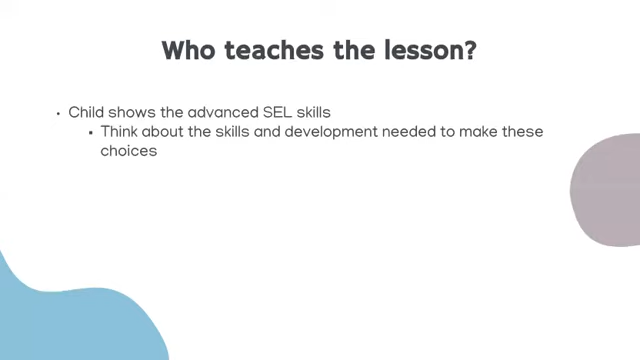 Who teaches the lesson?
• Child shows the advanced SEL skills
▪ Think about the skills and development needed to make these
choices